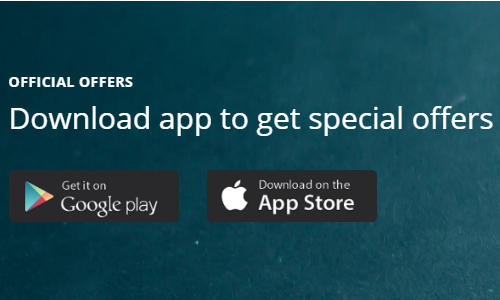 OFFICIAL OFFERS
Download app to get special offers
Get it on
Google play
Download on the
App Store